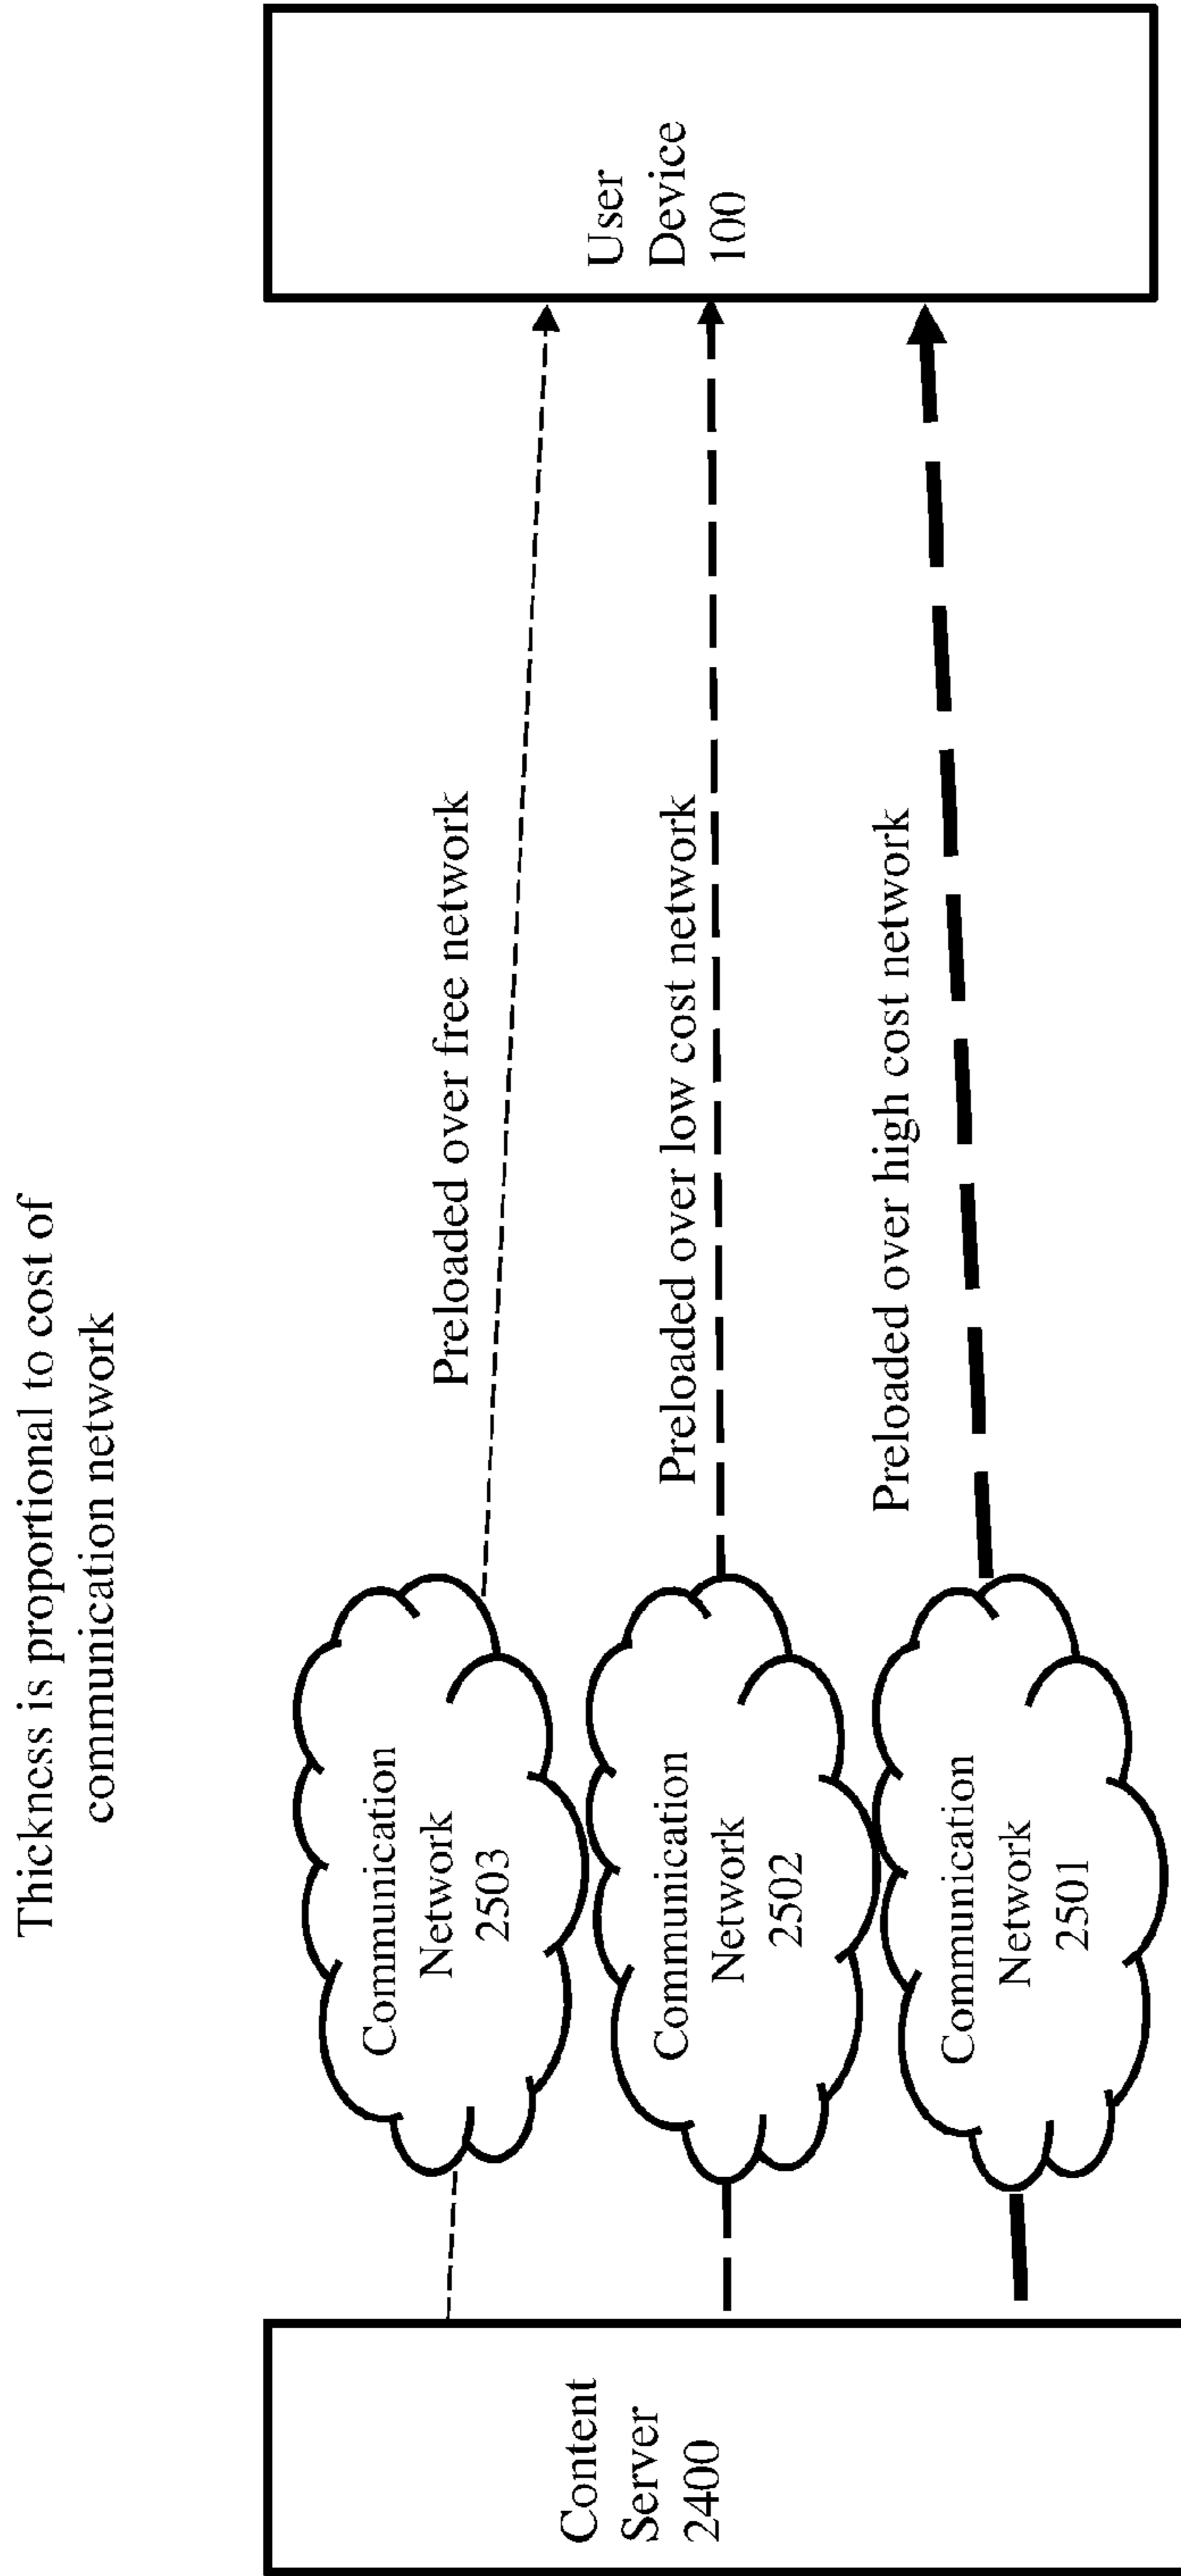 Thickness is proportional to cost of
communication network
Content
Server
2400
Communication
Network
2503
Communication
Network
2502
Communication
Network
2501
Preloaded over free network
Preloaded over low cost network
Preloaded over high cost network
User
Device
100